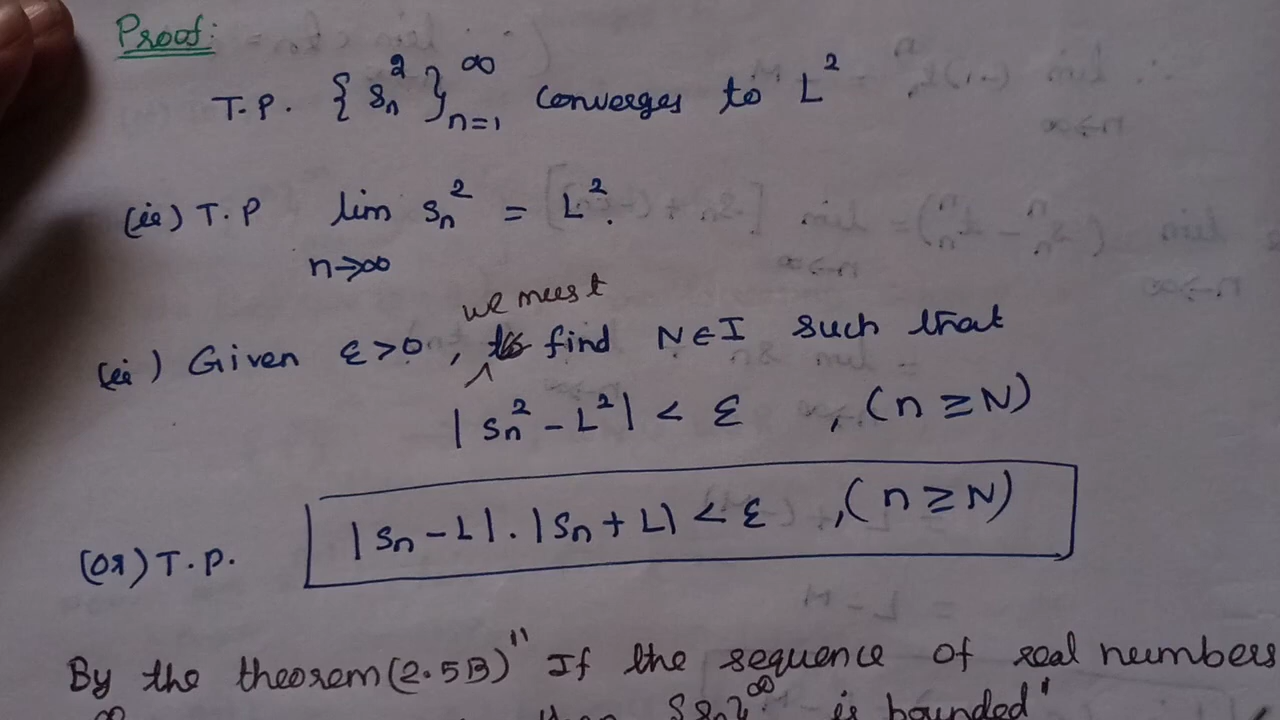 Proof:
T.P. {sₙ²}ₙ₌₁^∞ converges to L²
(ie) T.P lim sₙ² = L².
n→∞
we must
(ie) Given ε>0, find N∈I such that
|sₙ² - L²| < ε , (n ≥ N)
(or) T.P. |sₙ - L| . |sₙ + L| < ε , (n ≥ N)
By the theorem (2.5B) "If the sequence of real numbers
is bounded"